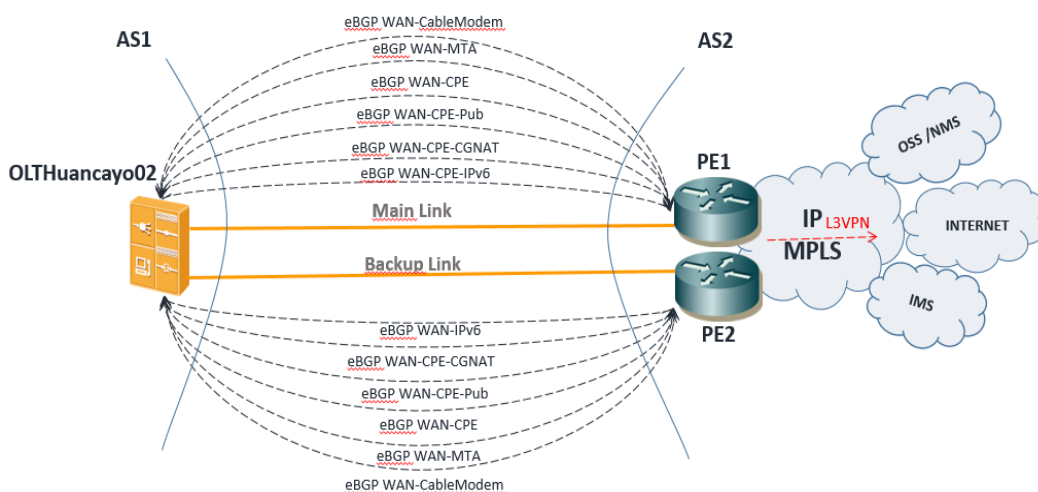 eBGP WAN-CableModem
AS1
AS2
eBGP WAN-MTA
eBGP WAN-CPE
eBGP WAN-CPE-Pub
OSS /NMS
eBGP WAN-CPE-CGNAT
OLTHuancayo02
PE1
eBGP WAN-CPE-IPv6
Main Link
IP L3VPN
MPLS
INTERNET
Backup Link
IMS
eBGP WAN-IPv6
PE2
eBGP WAN-CPE-CGNAT
eBGP WAN-CPE-Pub
eBGP WAN-CPE
eBGP WAN-MTA
eBGP WAN-CableModem